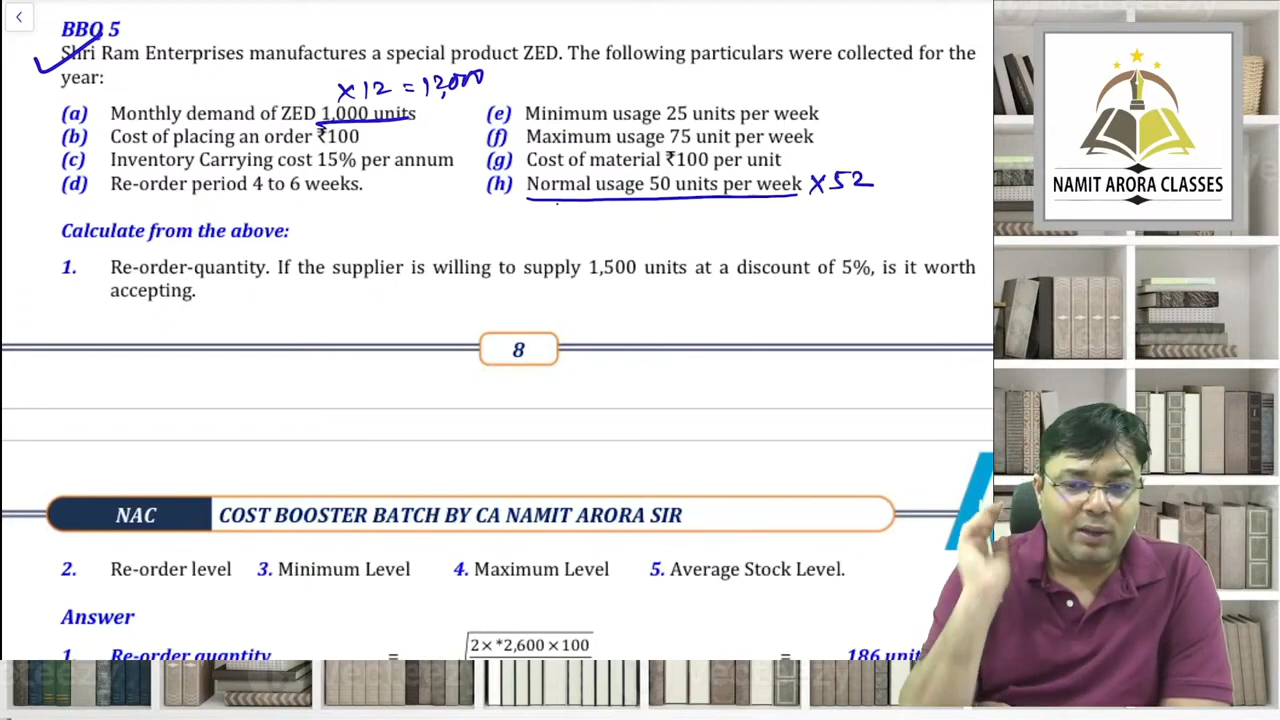 BBQ 5
Shri Ram Enterprises manufactures a special product ZED. The following particulars were collected for the
year:
× 12 = 12,000
(a) Monthly demand of ZED 1,000 units
(b) Cost of placing an order ₹100
(c) Inventory Carrying cost 15% per annum
(d) Re-order period 4 to 6 weeks.
(e) Minimum usage 25 units per week
(f) Maximum usage 75 unit per week
(g) Cost of material ₹100 per unit
(h) Normal usage 50 units per week × 52
Calculate from the above:
1. Re-order-quantity. If the supplier is willing to supply 1,500 units at a discount of 5%, is it worth
accepting.
8
NAC COST BOOSTER BATCH BY CA NAMIT ARORA SIR
2. Re-order level 3. Minimum Level 4. Maximum Level 5. Average Stock Level.
Answer
2× *2,600 × 100
1. Re-order quantity = = 186
NAMIT ARORA CLASSES